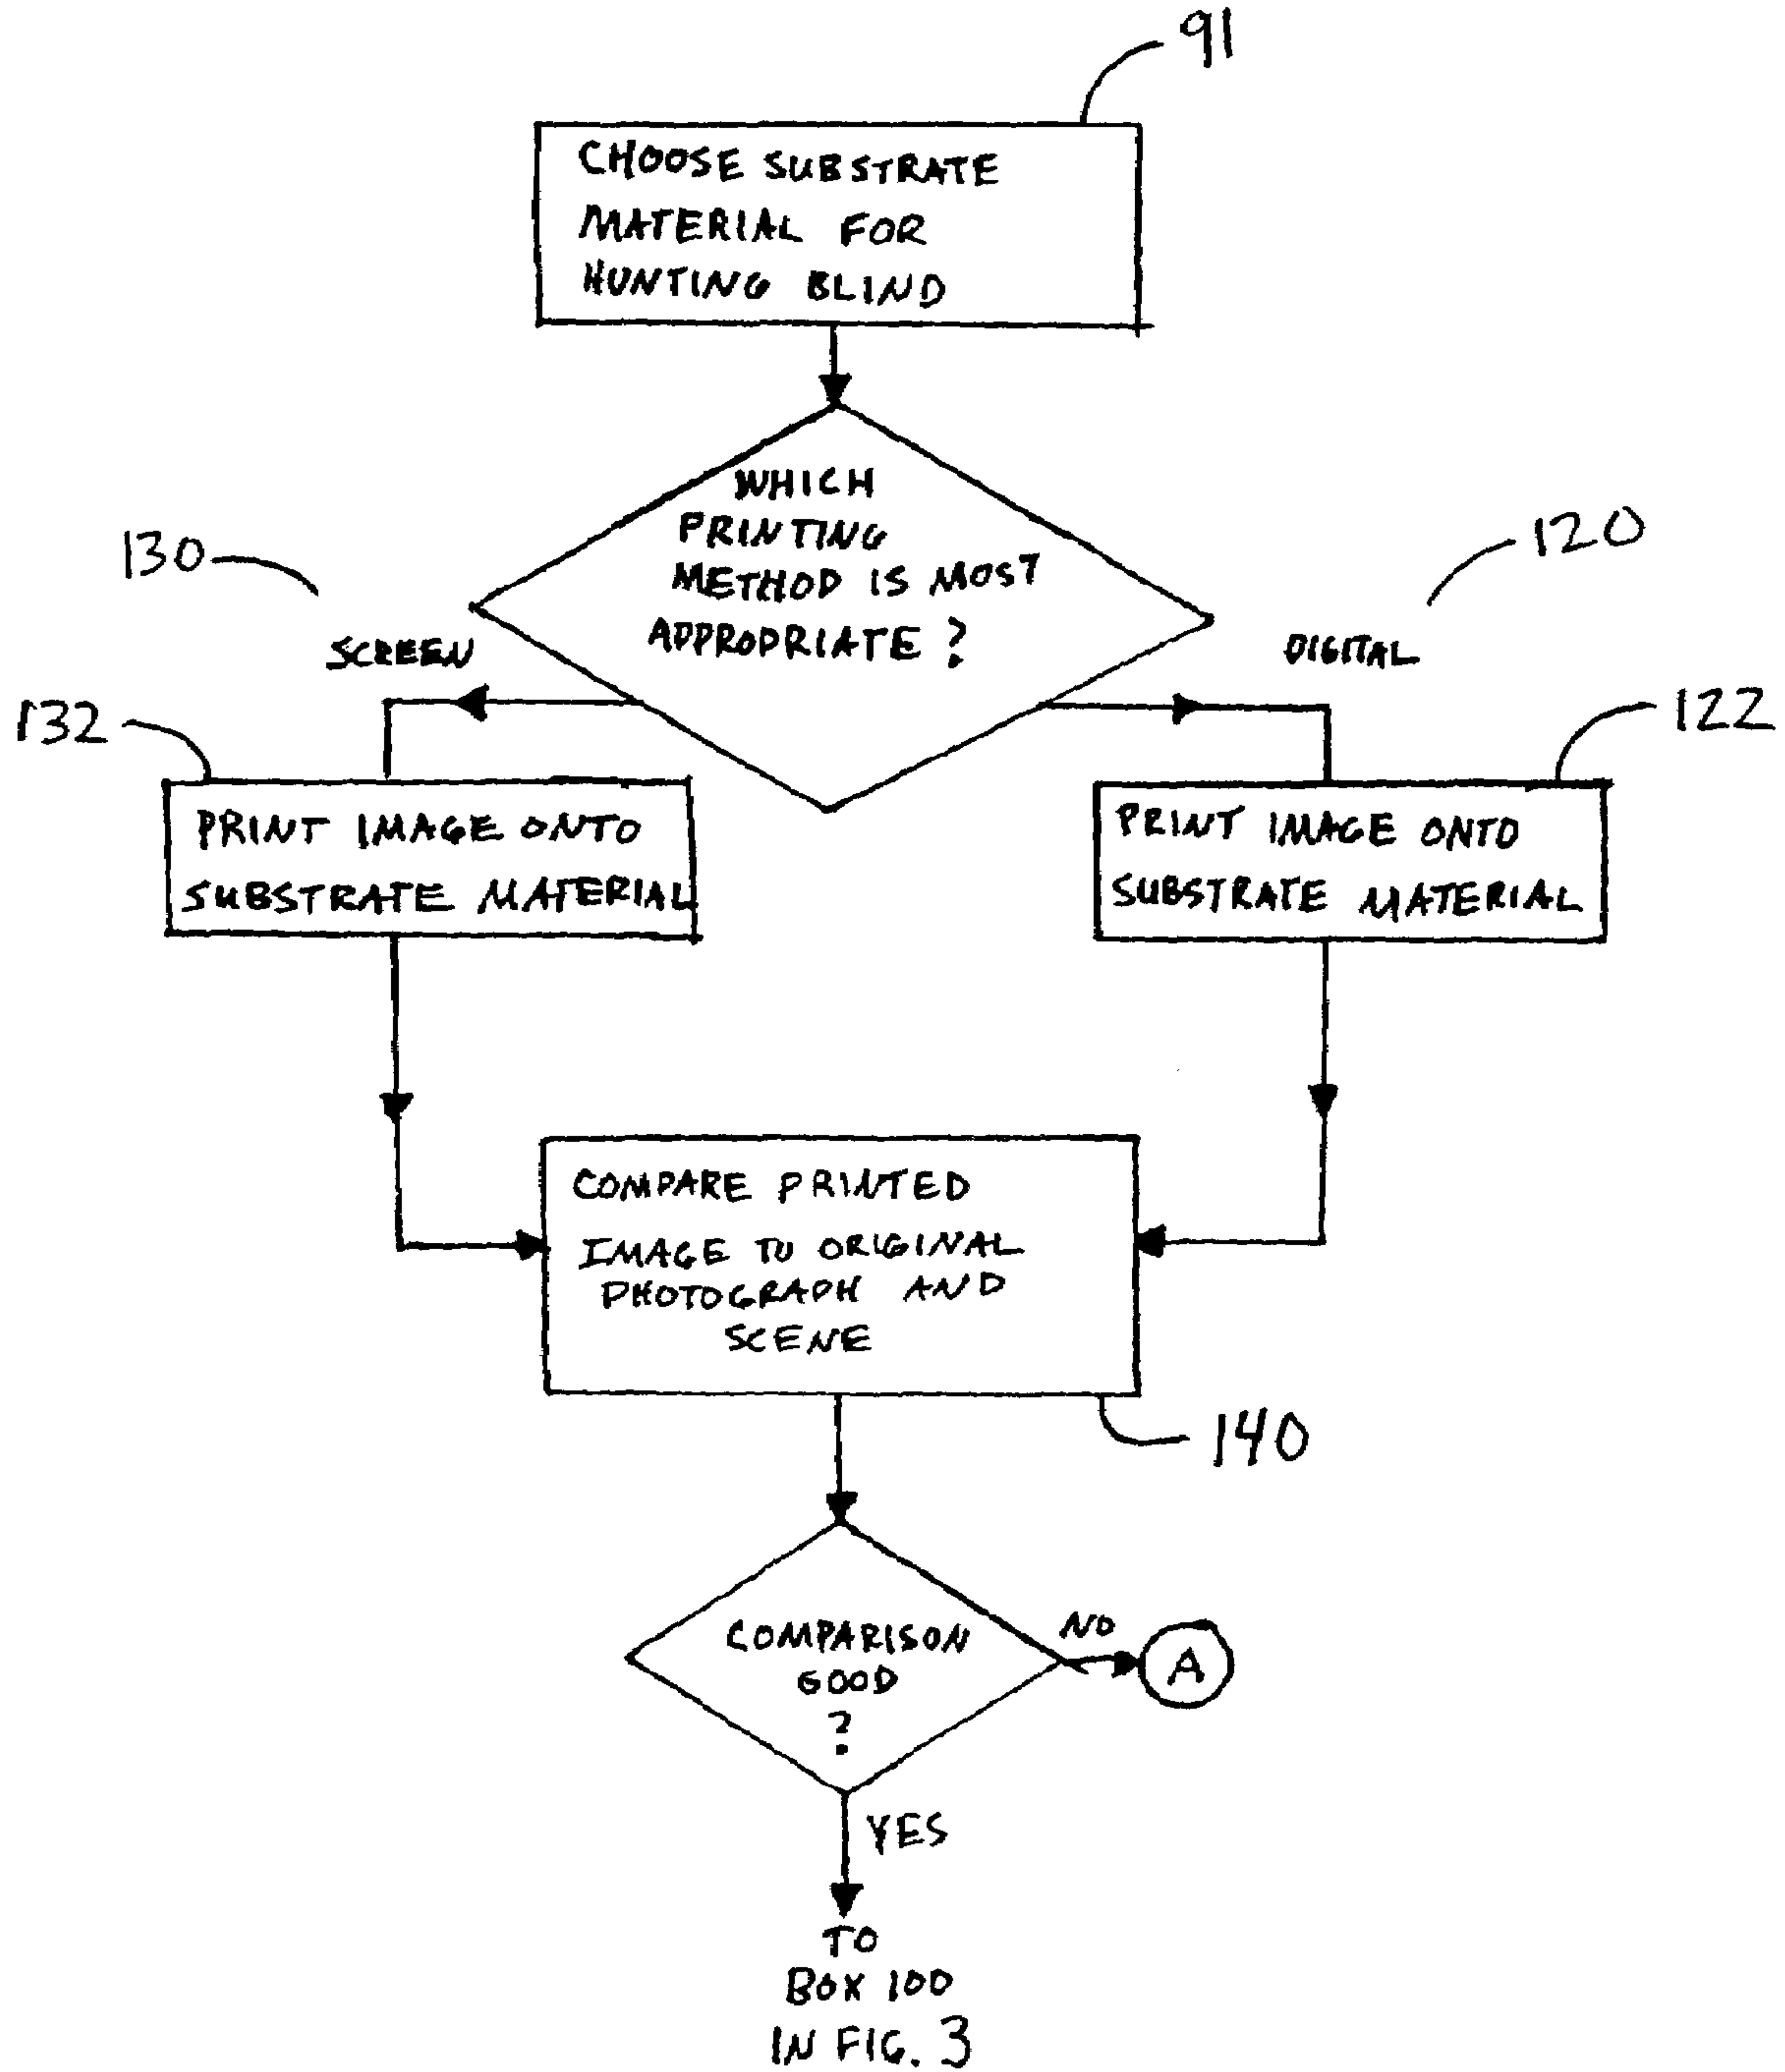 91
CHOOSE SUBSTRATE
MATERIAL FOR
HUNTING BLIND
WHICH
PRINTING
METHOD IS MOST
APPROPRIATE ?
130
120
SCREEN
DIGITAL
132
122
PRINT IMAGE ONTO
SUBSTRATE MATERIAL
PRINT IMAGE ONTO
SUBSTRATE MATERIAL
COMPARE PRINTED
IMAGE TO ORIGINAL
PHOTOGRAPH AND
SCENE
140
COMPARISON
GOOD
?
NO
A
YES
TO
BOX 100
IN FIG. 3